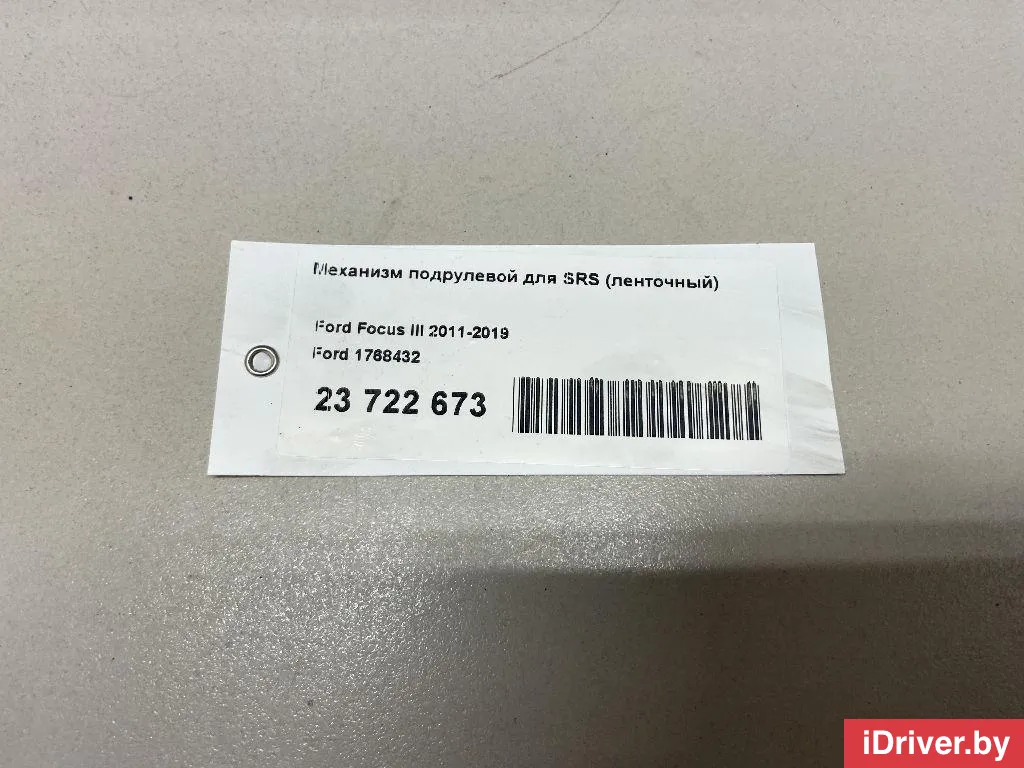 Механизм подрулевой для SRS (ленточный)
Ford Focus III 2011-2019
Ford 1768432
23 722 673
iDriver.by